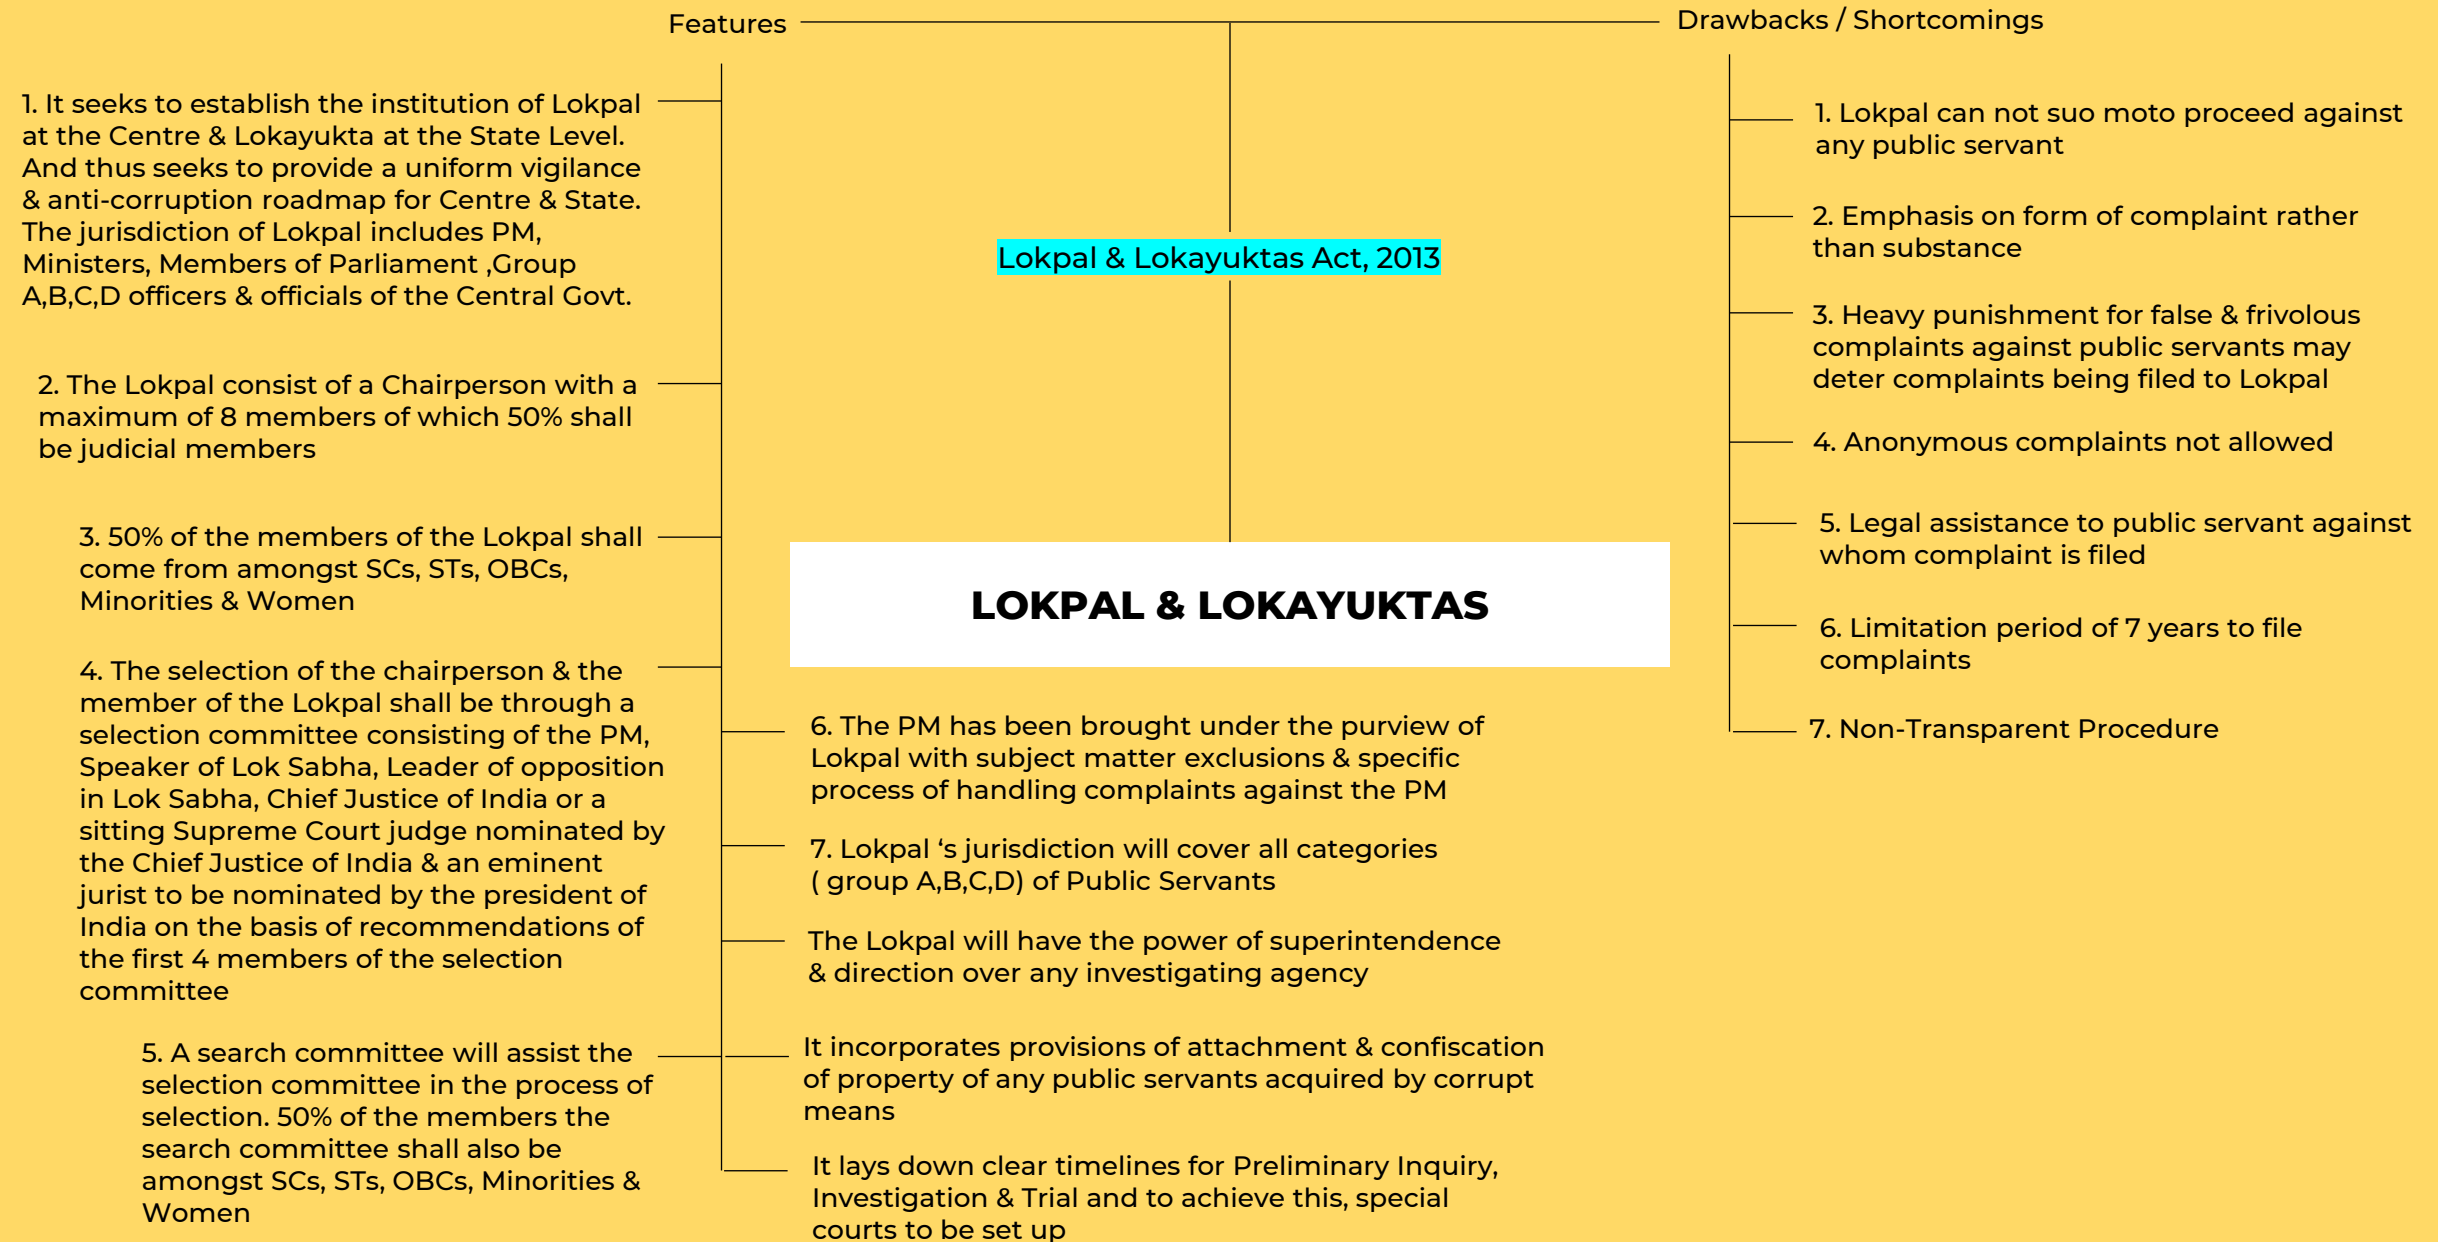 Features
Drawbacks / Shortcomings
Lokpal & Lokayuktas Act, 2013
LOKPAL & LOKAYUKTAS
1. It seeks to establish the institution of Lokpal
at the Centre & Lokayukta at the State Level.
And thus seeks to provide a uniform vigilance
& anti-corruption roadmap for Centre & State.
The jurisdiction of Lokpal includes PM,
Ministers, Members of Parliament ,Group
A,B,C,D officers & officials of the Central Govt.
2. The Lokpal consist of a Chairperson with a
maximum of 8 members of which 50% shall
be judicial members
3. 50% of the members of the Lokpal shall
come from amongst SCs, STs, OBCs,
Minorities & Women
4. The selection of the chairperson & the
member of the Lokpal shall be through a
selection committee consisting of the PM,
Speaker of Lok Sabha, Leader of opposition
in Lok Sabha, Chief Justice of India or a
sitting Supreme Court judge nominated by
the Chief Justice of India & an eminent
jurist to be nominated by the president of
India on the basis of recommendations of
the first 4 members of the selection
committee
5. A search committee will assist the
selection committee in the process of
selection. 50% of the members the
search committee shall also be
amongst SCs, STs, OBCs, Minorities &
Women
6. The PM has been brought under the purview of
Lokpal with subject matter exclusions & specific
process of handling complaints against the PM
7. Lokpal ‘s jurisdiction will cover all categories
( group A,B,C,D) of Public Servants
The Lokpal will have the power of superintendence
& direction over any investigating agency
It incorporates provisions of attachment & confiscation
of property of any public servants acquired by corrupt
means
It lays down clear timelines for Preliminary Inquiry,
Investigation & Trial and to achieve this, special
courts to be set up
1. Lokpal can not suo moto proceed against
any public servant
2. Emphasis on form of complaint rather
than substance
3. Heavy punishment for false & frivolous
complaints against public servants may
deter complaints being filed to Lokpal
4. Anonymous complaints not allowed
5. Legal assistance to public servant against
whom complaint is filed
6. Limitation period of 7 years to file
complaints
7. Non-Transparent Procedure